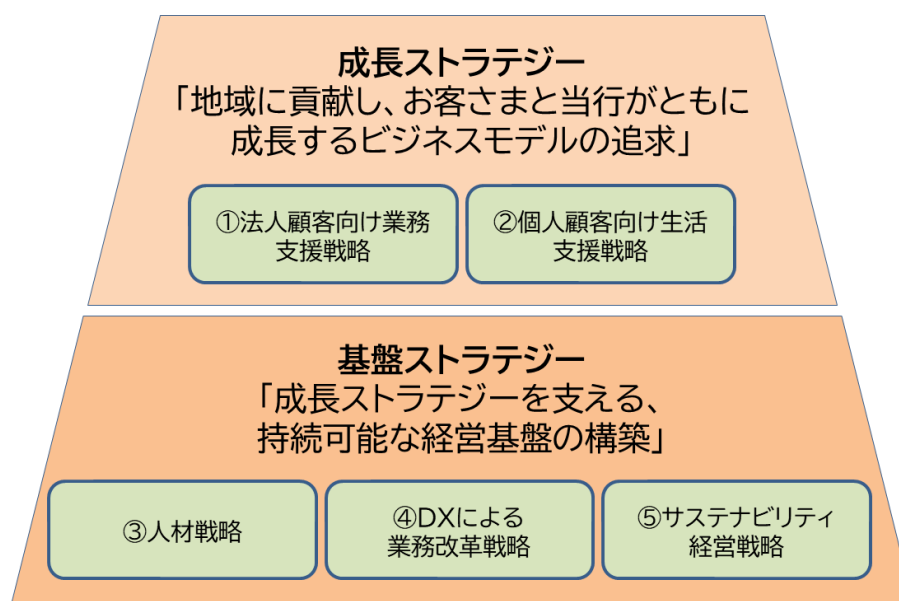 成長ストラテジー
「地域に貢献し、お客さまと当行がともに
成長するビジネスモデルの追求」
①法人顧客向け業務
支援戦略
②個人顧客向け生活
支援戦略
基盤ストラテジー
「成長ストラテジーを支える、
持続可能な経営基盤の構築」
③人材戦略
④DXによる
業務改革戦略
⑤サステナビリティ
経営戦略